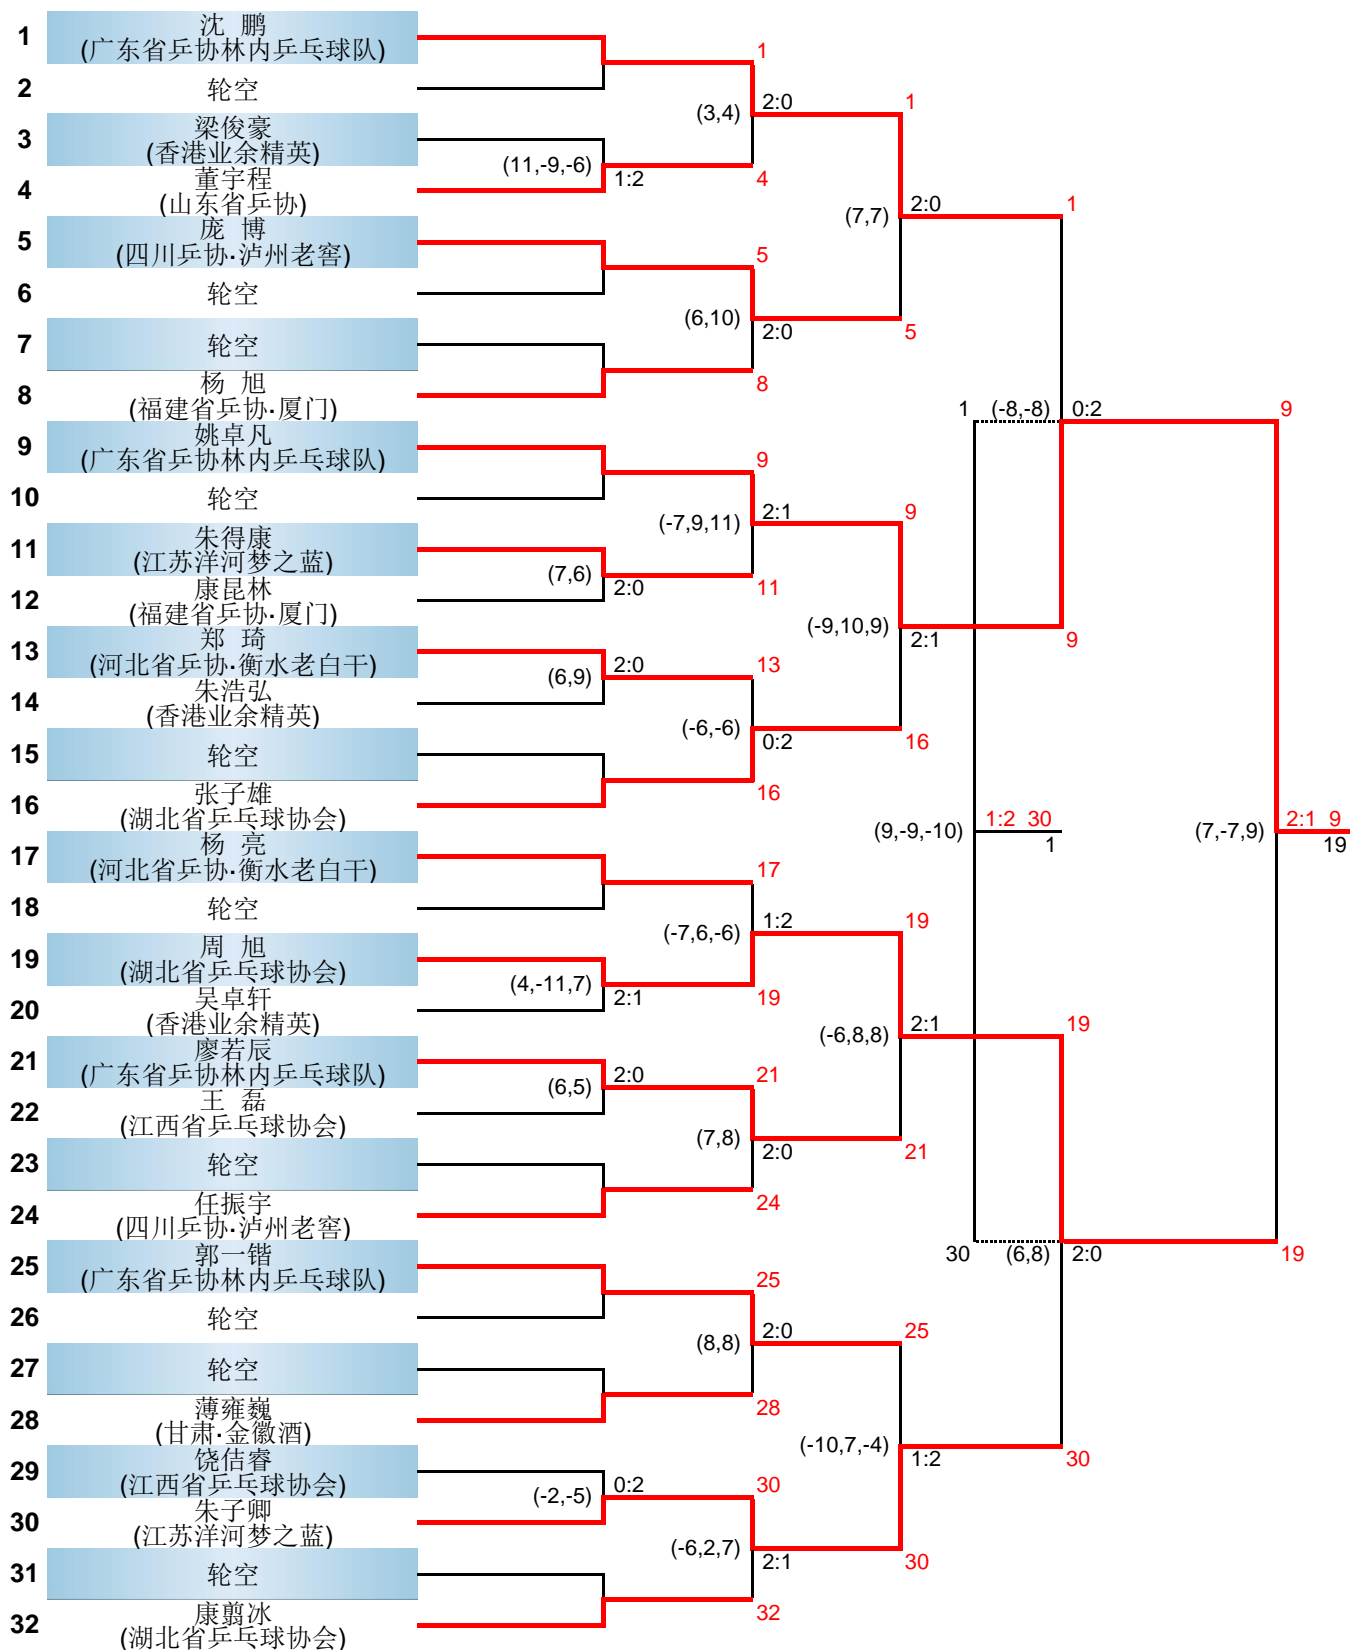 1
沈 鹏
(广东省乒协林内乒乓球队)
2
轮空
3
梁俊豪
(香港业余精英)
4
董宇程
(山东省乒协)
5
庞 博
(四川乒协·泸州老窖)
6
轮空
7
轮空
8
杨 旭
(福建省乒协·厦门)
9
姚卓凡
(广东省乒协林内乒乓球队)
10
轮空
11
朱得康
(江苏洋河梦之蓝)
12
康昆林
(福建省乒协·厦门)
13
郑 琦
(河北省乒协·衡水老白干)
14
朱浩弘
(香港业余精英)
15
轮空
16
张子雄
(湖北省乒乓球协会)
17
杨 亮
(河北省乒协·衡水老白干)
18
轮空
19
周 旭
(湖北省乒乓球协会)
20
吴卓轩
(香港业余精英)
21
廖若辰
(广东省乒协林内乒乓球队)
22
王 磊
(江西省乒乓球协会)
23
轮空
24
任振宇
(四川乒协·泸州老窖)
25
郭一锴
(广东省乒协林内乒乓球队)
26
轮空
27
轮空
28
薄雍巍
(甘肃·金徽酒)
29
饶佶睿
(江西省乒乓球协会)
30
朱子卿
(江苏洋河梦之蓝)
31
轮空
32
康翦冰
(湖北省乒乓球协会)
(11,-9,-6)
1:2
(7,6)
2:0
(6,9)
2:0
(4,-11,7)
2:1
(6,5)
2:0
(-2,-5)
0:2
1
(3,4)
2:0
4
5
(6,10)
2:0
8
9
(-7,9,11)
2:1
11
13
(-6,-6)
0:2
16
17
(-7,6,-6)
1:2
19
21
(7,8)
2:0
24
25
(8,8)
2:0
28
30
(-6,2,7)
2:1
32
1
(7,7)
2:0
5
9
(-9,10,9)
2:1
16
19
(-6,8,8)
2:1
21
25
(-10,7,-4)
1:2
30
1
1
(-8,-8)
0:2
9
9
(9,-9,-10)
1:2 30
1
19
30
(6,8)
2:0
19
30
(7,-7,9)
2:1 9
19